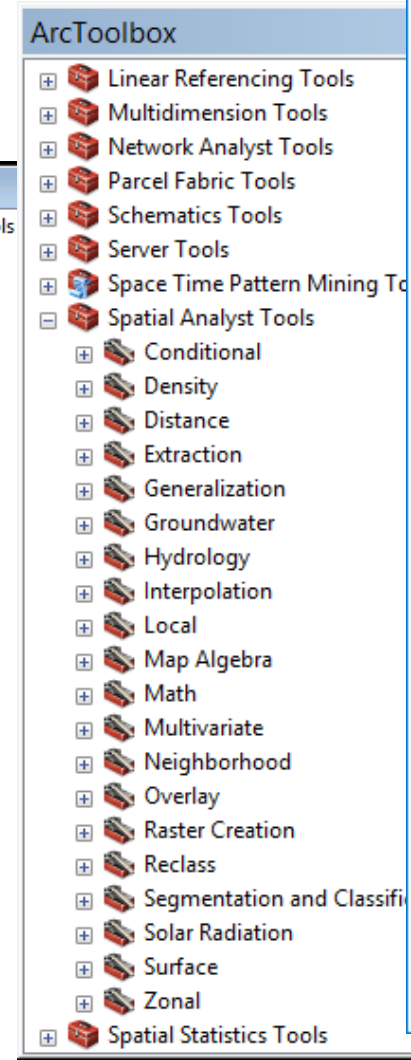 ArcToolbox
Linear Referencing Tools
Multidimension Tools
Network Analyst Tools
Parcel Fabric Tools
Schematics Tools
ls
Server Tools
Space Time Pattern Mining To
Spatial Analyst Tools
Conditional
Density
Distance
Extraction
Generalization
Groundwater
Hydrology
Interpolation
Local
Map Algebra
Math
Multivariate
Neighborhood
Overlay
Raster Creation
Reclass
Segmentation and Classifi
Solar Radiation
Surface
Zonal
Spatial Statistics Tools